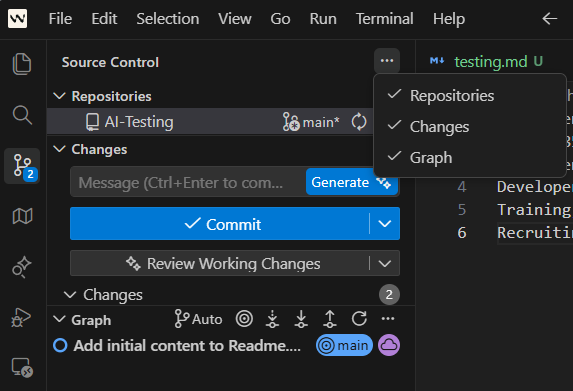 File Edit Selection View Go Run Terminal Help
Source Control
testing.md U
Repositories
Changes
Graph
Repositories
AI-Testing main*
Changes
Message (Ctrl+Enter to com... Generate
Commit
Review Working Changes
Changes 2
Graph Auto
Add initial content to Readme.... main
2
4 Developer
5 Training
6 Recruiti